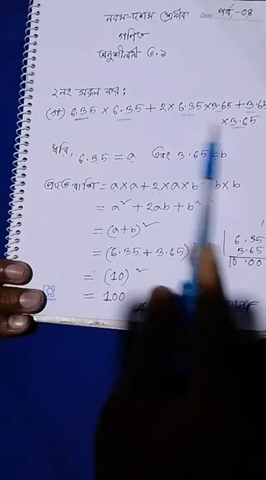 নবম-দশম শ্রেণীর Date: পর্ব - 08
গণিত
অনুশীলনী ৩.১
২নং সরল কর:
6.35 × 6.35 + 2 × 6.35 × 3.65 + 3.65
× 3.65
ধরি, 6.35 = a এবং 3.65 = b
প্রদত্ত রাশি = a × a + 2 × a × b + b × b
= a² + 2ab + b²
= (a+b)²
= (6.35 + 3.65)
6.35
3.65
10.00
= (10)²
= 100